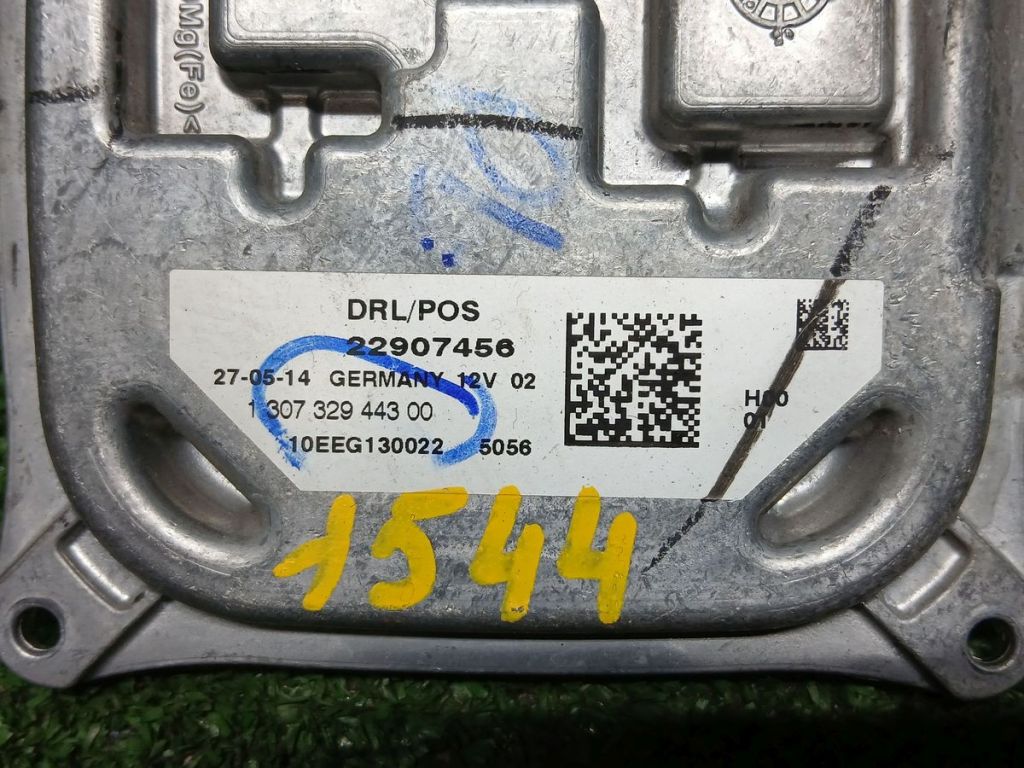 Mg(Fe)<
DRL/POS
22907456
27-05-14 GERMANY 12V 02
1 307 329 443 00
10EEG130022 5056
H00
01
1544